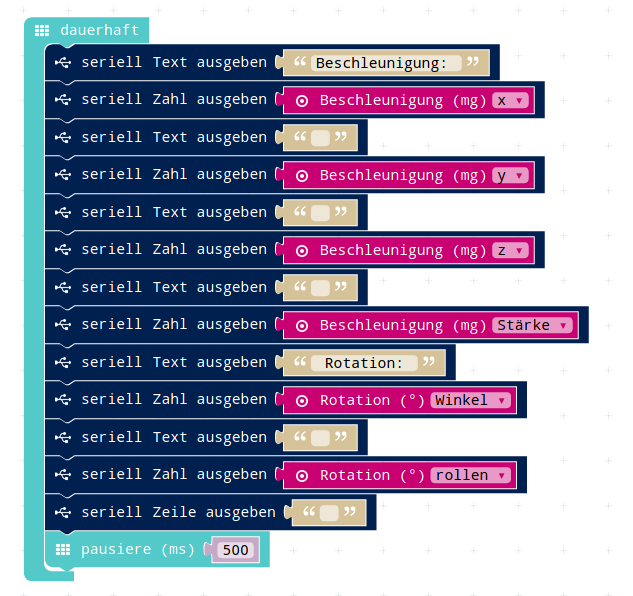 dauerhaft
seriell Text ausgeben “ Beschleunigung: ”
seriell Zahl ausgeben Beschleunigung (mg) x
seriell Text ausgeben “ ”
seriell Zahl ausgeben Beschleunigung (mg) y
seriell Text ausgeben “ ”
seriell Zahl ausgeben Beschleunigung (mg) z
seriell Text ausgeben “ ”
seriell Zahl ausgeben Beschleunigung (mg) Stärke
seriell Text ausgeben “ Rotation: ”
seriell Zahl ausgeben Rotation (°) Winkel
seriell Text ausgeben “ ”
seriell Zahl ausgeben Rotation (°) rollen
seriell Zeile ausgeben “ ”
pausiere (ms) 500